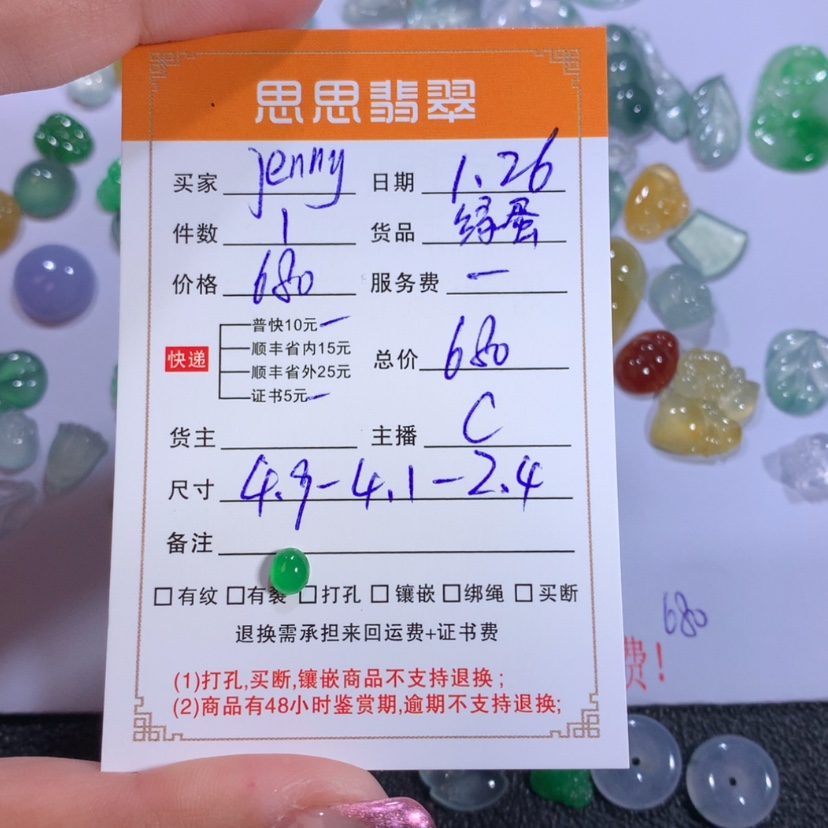 思思翡翠
买家 Jenny 日期 1.26
件数 1 货品 绿蛋
价格 680 服务费 一
普快10元
顺丰省内15元
快递
顺丰省外25元
证书5元
总价 680
货主 主播 C
尺寸 4.9-4.1-2.4
备注
□有纹 □有裂 □打孔 □镶嵌 □绑绳 □买断
退换需承担来回运费+证书费
(1)打孔,买断,镶嵌商品不支持退换;
(2)商品有48小时鉴赏期,逾期不支持退换;
680
费!